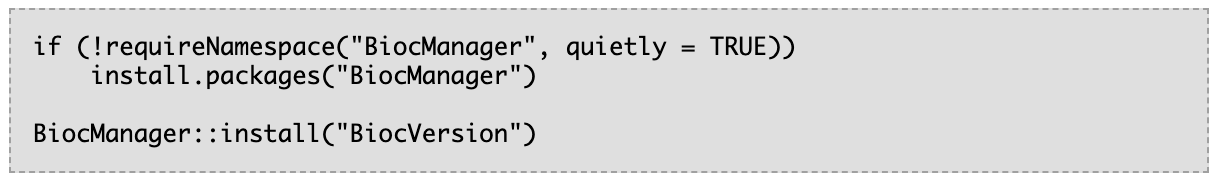 if (!requireNamespace("BiocManager", quietly = TRUE))
    install.packages("BiocManager")

BiocManager::install("BiocVersion")